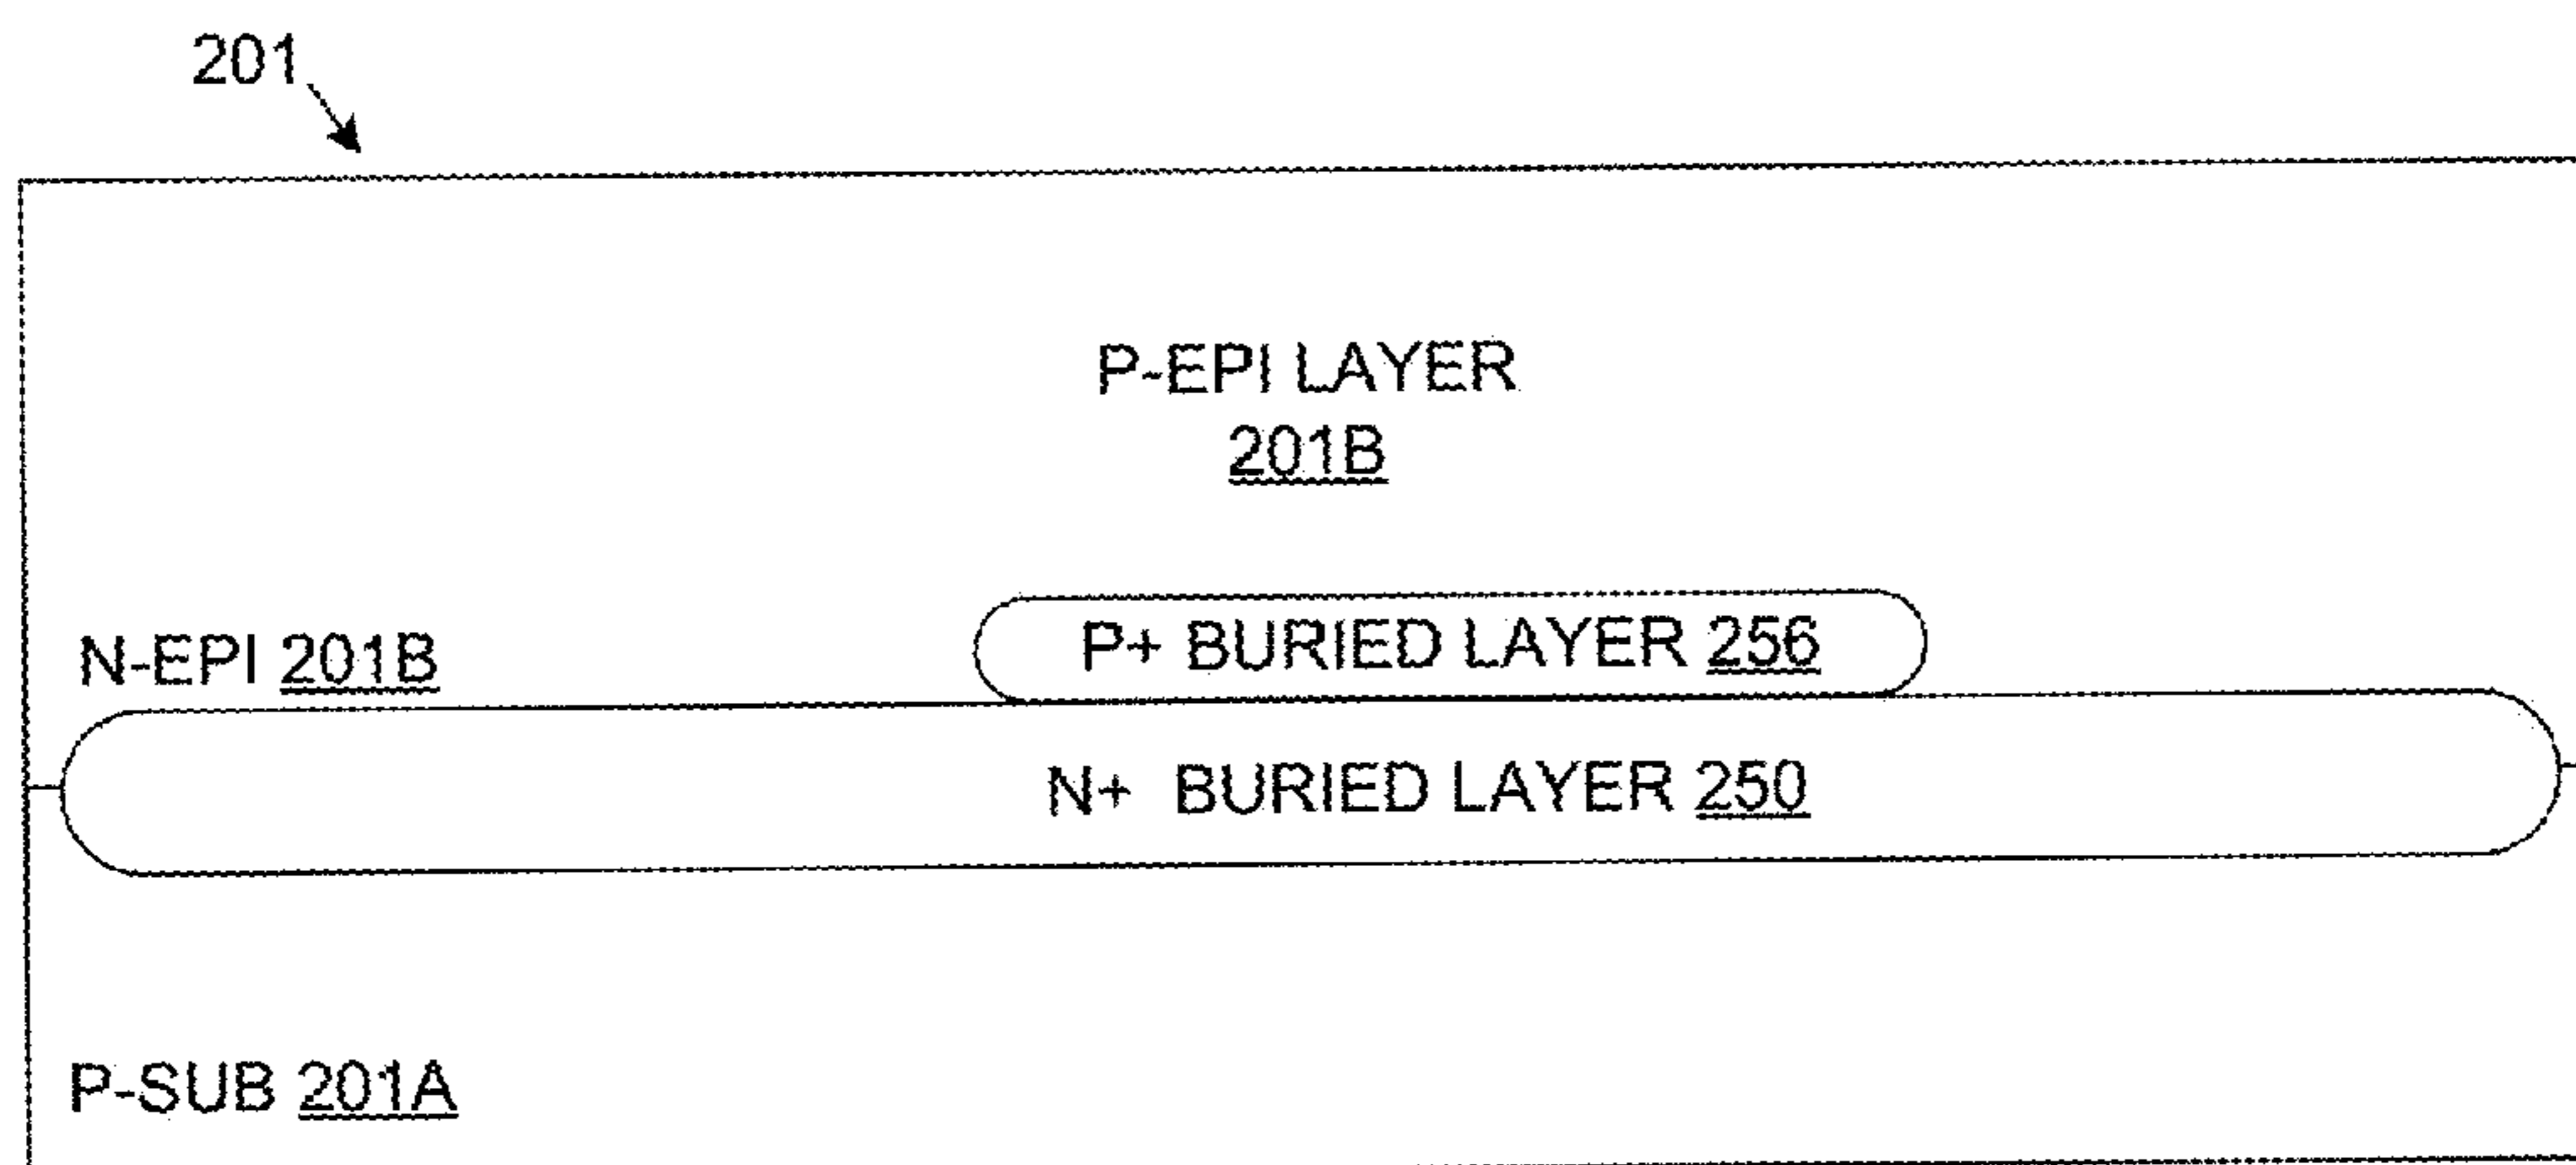 201
P-EPI LAYER
201B
P+ BURIED LAYER 256
N-EPI 201B
N+ BURIED LAYER 250
P-SUB 201A